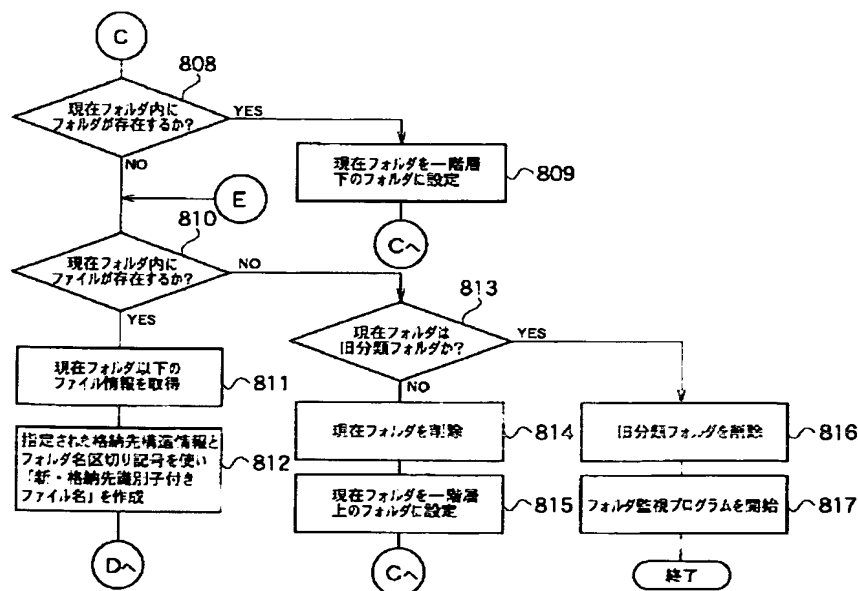 C
808
現在フォルダ内に
フォルダが存在するか?
YES
NO
現在フォルダを一階層
下のフォルダに設定
809
Cへ
E
810
現在フォルダ内に
ファイルが存在するか?
NO
YES
813
現在フォルダは
旧分類フォルダか?
YES
NO
現在フォルダ以下の
ファイル情報を取得
811
指定された格納先構造情報と
フォルダ名区切り記号を使い
「新・格納先識別子付き
ファイル名」を作成
812
Dへ
現在フォルダを削除
814
現在フォルダを一階層
上のフォルダに設定
815
Cへ
旧分類フォルダを削除
816
フォルダ監視プログラムを開始
817
終了